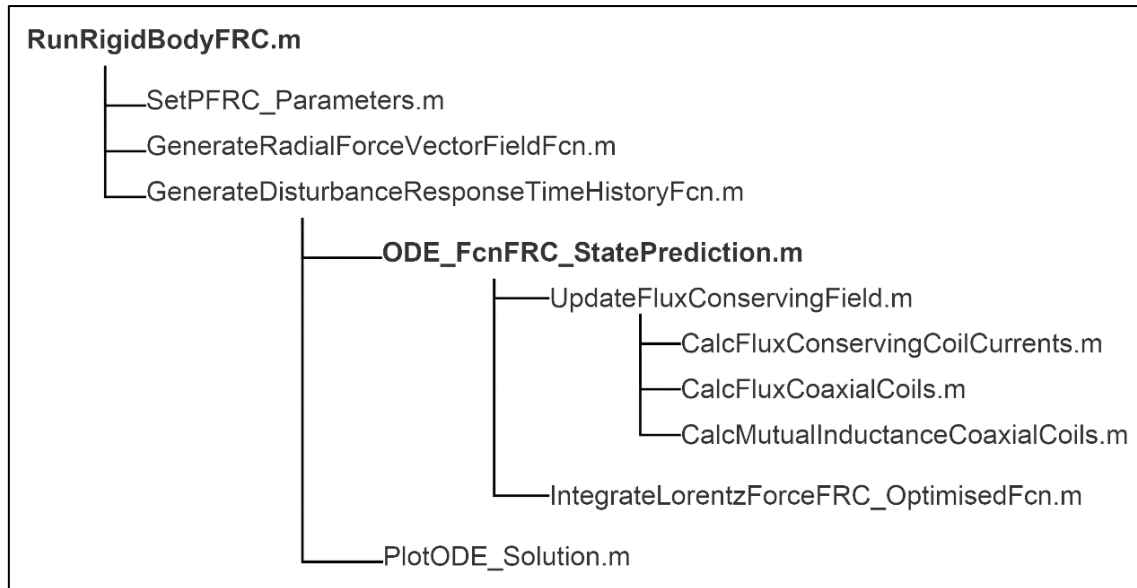 RunRigidBodyFRC.m
SetPFRC_Parameters.m
GenerateRadialForceVectorFieldFcn.m
GenerateDisturbanceResponseTimeHistoryFcn.m
ODE_FcnFRC_StatePrediction.m
UpdateFluxConservingField.m
CalcFluxConservingCoilCurrents.m
CalcFluxCoaxialCoils.m
CalcMutualInductanceCoaxialCoils.m
IntegrateLorentzForceFRC_OptimisedFcn.m
PlotODE_Solution.m